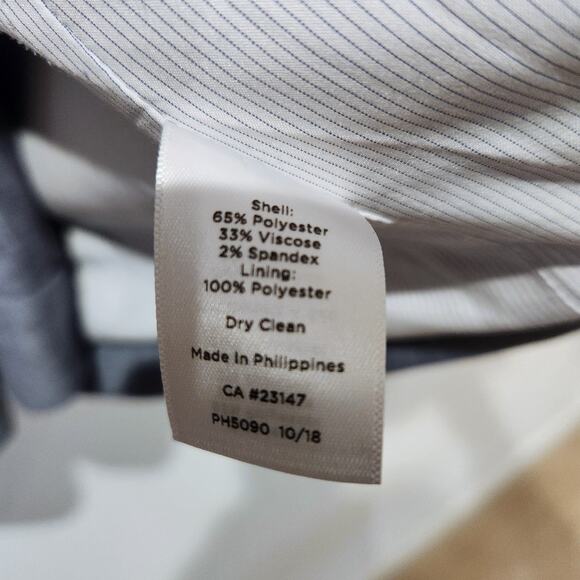 Shell:
65% Polyester
33% Viscose
2% Spandex
Lining:
100% Polyester
Dry Clean
Made In Philippines
CA #23147
PH5090 10/18